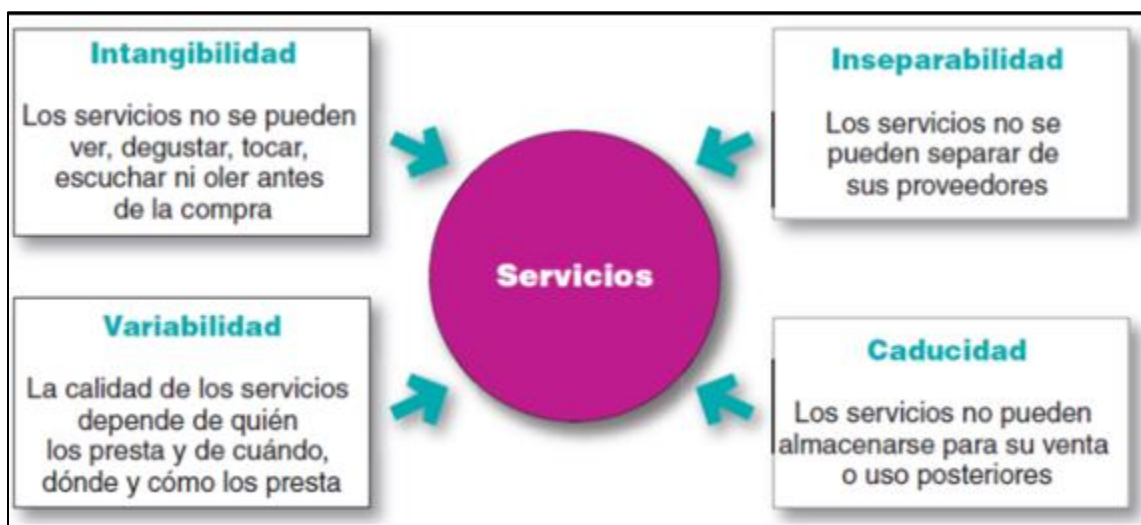 Intangibilidad
Los servicios no se pueden
ver, degustar, tocar,
escuchar ni oler antes
de la compra
Inseparabilidad
Los servicios no se
pueden separar de
sus proveedores
Servicios
Variabilidad
La calidad de los servicios
depende de quién
los presta y de cuándo,
dónde y cómo los presta
Caducidad
Los servicios no pueden
almacenarse para su venta
o uso posteriores